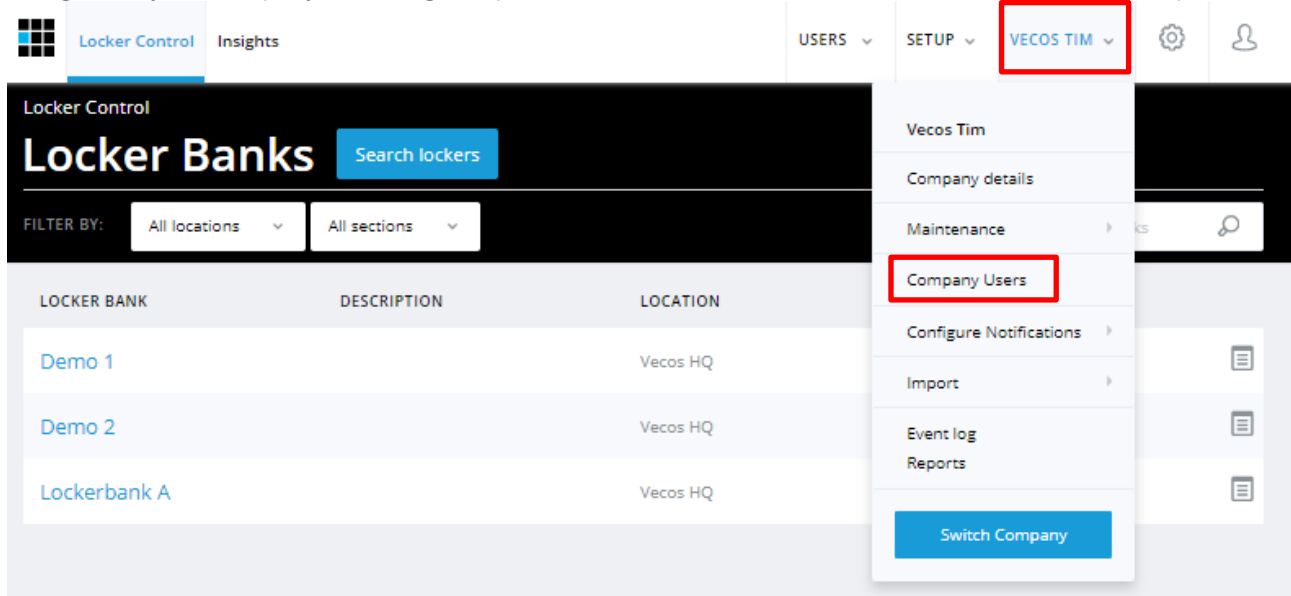 Locker Control Insights USERS SETUP VECOS TIM
Locker Control
Locker Banks Search lockers
FILTER BY: All locations All sections
Vecos Tim
Company details
Maintenance
Company Users
Configure Notifications
Import
Event log
Reports
Switch Company
LOCKER BANK DESCRIPTION LOCATION
Demo 1 Vecos HQ
Demo 2 Vecos HQ
Lockerbank A Vecos HQ